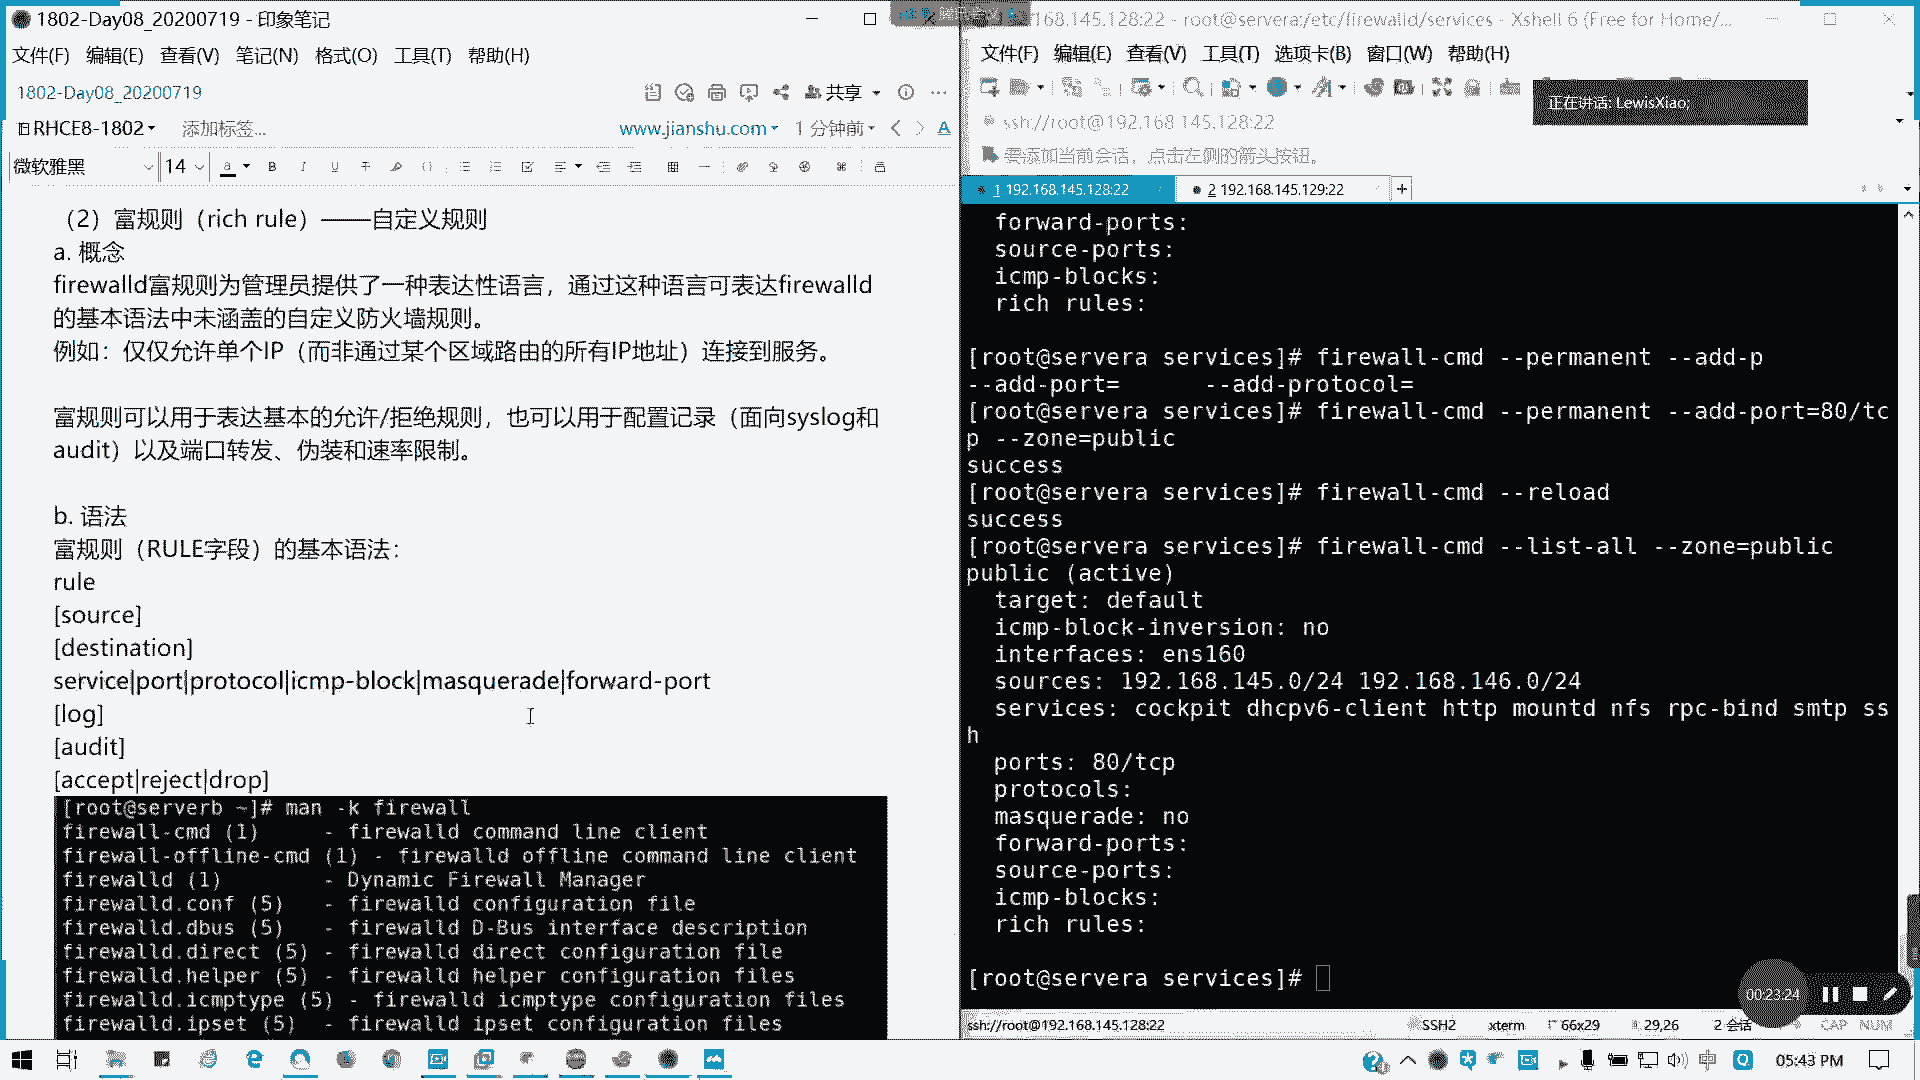 1802-Day08_20200719 - 印象笔记
文件(F) 编辑(E) 查看(V) 笔记(N) 格式(O) 工具(T) 帮助(H)
1802-Day08_20200719
共享
RHCE8-1802
添加标签...
www.jianshu.com
1 分钟前
微软雅黑
14
（2）富规则（rich rule）——自定义规则
a. 概念
firewalld富规则为管理员提供了一种表达性语言，通过这种语言可表达firewalld
的基本语法中未涵盖的自定义防火墙规则。
例如：仅仅允许单个IP（而非通过某个区域路由的所有IP地址）连接到服务。
富规则可以用于表达基本的允许/拒绝规则，也可以用于配置记录（面向syslog和
audit）以及端口转发、伪装和速率限制。
b. 语法
富规则（RULE字段）的基本语法：
rule
[source]
[destination]
service|port|protocol|icmp-block|masquerade|forward-port
[log]
[audit]
[accept|reject|drop]
[root@serverb ~]# man -k firewall
firewall-cmd (1)     - firewalld command line client
firewall-offline-cmd (1) - firewalld offline command line client
firewalld (1)        - Dynamic Firewall Manager
firewalld.conf (5)   - firewalld configuration file
firewalld.dbus (5)   - firewalld D-Bus interface description
firewalld.direct (5) - firewalld direct configuration file
firewalld.helper (5) - firewalld helper configuration files
firewalld.icmptype (5) - firewalld icmptype configuration files
firewalld.ipset (5)  - firewalld ipset configuration files
168.145.128:22 - root@servera:/etc/firewalld/services - Xshell 6 (Free for Home/...
文件(F) 编辑(E) 查看(V) 工具(T) 选项卡(B) 窗口(W) 帮助(H)
正在讲话: LewisXiao;
ssh://root@192.168.145.128:22
要添加当前会话，点击左侧的箭头按钮。
1 192.168.145.128:22
2 192.168.145.129:22
+
forward-ports:
source-ports:
icmp-blocks:
rich rules:
[root@servera services]# firewall-cmd --permanent --add-p
--add-port=      --add-protocol=
[root@servera services]# firewall-cmd --permanent --add-port=80/tc
p --zone=public
success
[root@servera services]# firewall-cmd --reload
success
[root@servera services]# firewall-cmd --list-all --zone=public
public (active)
target: default
icmp-block-inversion: no
interfaces: ens160
sources: 192.168.145.0/24 192.168.146.0/24
services: cockpit dhcpv6-client http mountd nfs rpc-bind smtp ss
h
ports: 80/tcp
protocols:
masquerade: no
forward-ports:
source-ports:
icmp-blocks:
rich rules:
[root@servera services]#
00:23:24
ssh://root@192.168.145.128:22
SSH2
xterm
66x29
29,26
2 会话
CAP
NUM
中
05:43 PM